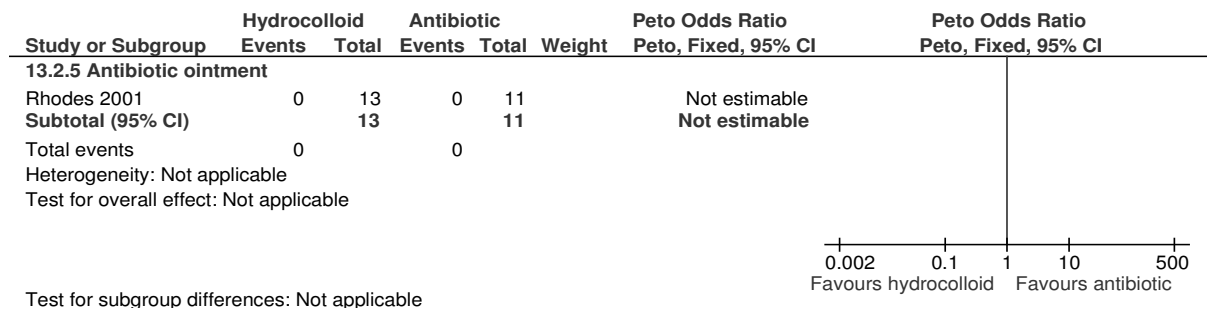 Hydrocolloid Antibiotic Peto Odds Ratio Peto Odds Ratio
Study or Subgroup Events Total Events Total Weight Peto, Fixed, 95% CI Peto, Fixed, 95% CI
13.2.5 Antibiotic ointment
Rhodes 2001 0 13 0 11 Not estimable
Subtotal (95% CI) 13 11 Not estimable
Total events 0 0
Heterogeneity: Not applicable
Test for overall effect: Not applicable
0.002 0.1 1 10 500
Favours hydrocolloid Favours antibiotic
Test for subgroup differences: Not applicable